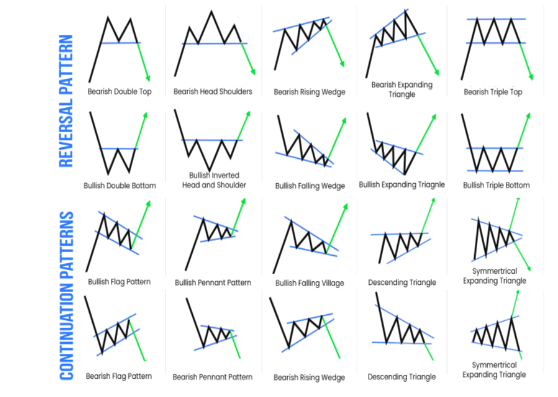 REVERSAL PATTERN
Bearish Double Top
Bearish Head Shoulders
Bearish Rising Wedge
Bearish Expanding
Triangle
Bearish Triple Top
Bullish Double Bottom
Bullish Inverted
Head and Shoulder
Bullish Falling Wedge
Bullish Expanding Triagnle
Bullish Triple Bottom
CONTINUATION PATTERNS
Bullish Flag Pattern
Bullish Pennant Pattern
Bullish Falling Village
Descending Triangle
Symmertrical
Expanding Triangle
Bearish Flag Pattern
Bearish Pennant Pattern
Bearish Rising Wedge
Descending Triangle
Symmertrical
Expanding Triangle